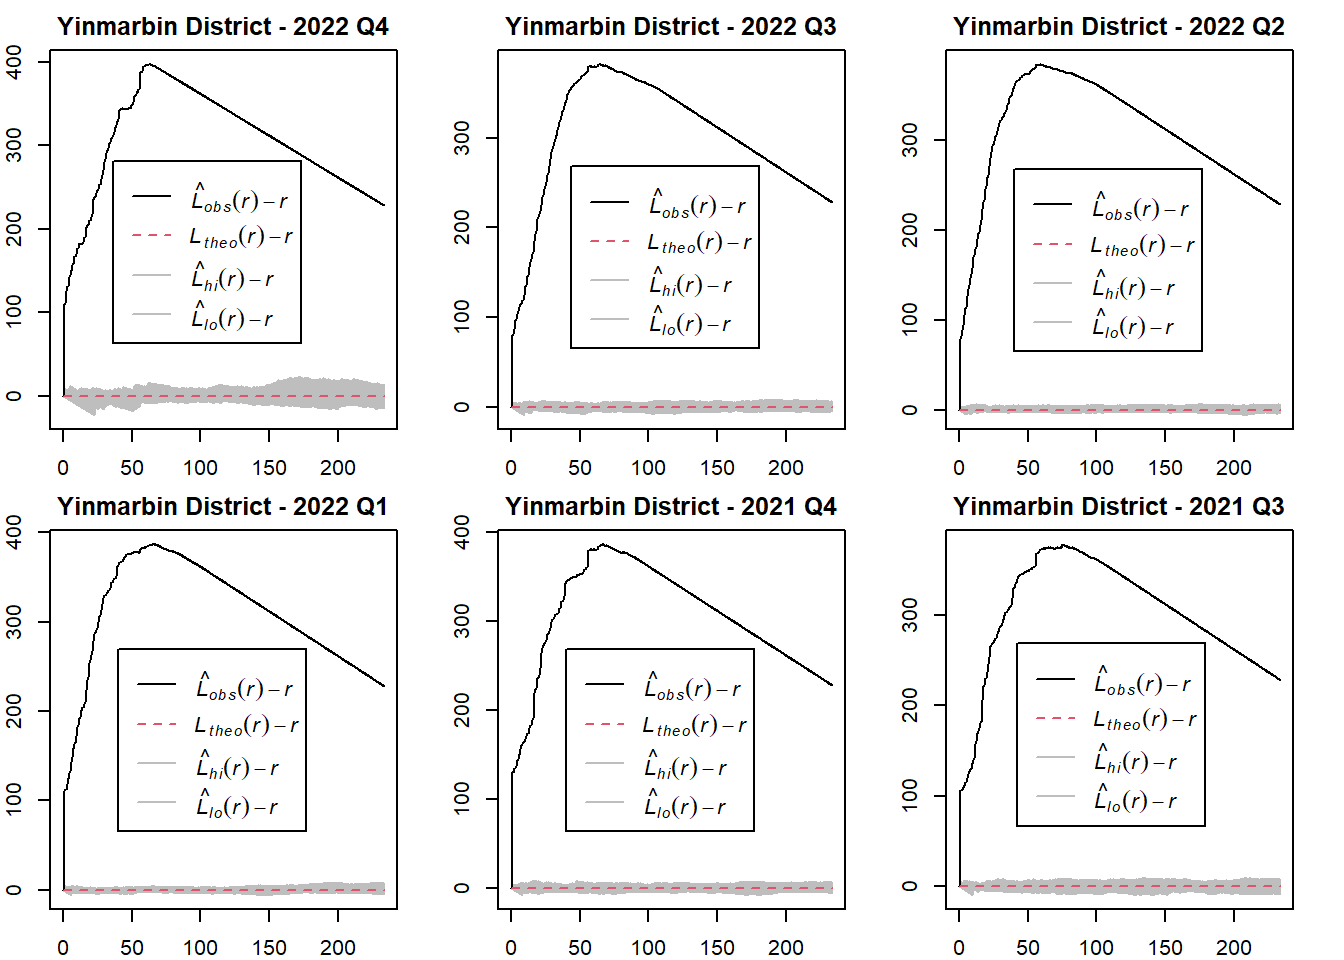 Yinmarbin District - 2022 Q4
400
300
200
100
0
L̂obs(r) − r
Ltheo(r) − r
L̂hi(r) − r
L̂lo(r) − r
0 50 100 150 200
Yinmarbin District - 2022 Q3
300
200
100
0
L̂obs(r) − r
Ltheo(r) − r
L̂hi(r) − r
L̂lo(r) − r
0 50 100 150 200
Yinmarbin District - 2022 Q2
300
200
100
0
L̂obs(r) − r
Ltheo(r) − r
L̂hi(r) − r
L̂lo(r) − r
0 50 100 150 200
Yinmarbin District - 2022 Q1
400
300
200
100
0
L̂obs(r) − r
Ltheo(r) − r
L̂hi(r) − r
L̂lo(r) − r
0 50 100 150 200
Yinmarbin District - 2021 Q4
400
300
200
100
0
L̂obs(r) − r
Ltheo(r) − r
L̂hi(r) − r
L̂lo(r) − r
0 50 100 150 200
Yinmarbin District - 2021 Q3
300
200
100
0
L̂obs(r) − r
Ltheo(r) − r
L̂hi(r) − r
L̂lo(r) − r
0 50 100 150 200